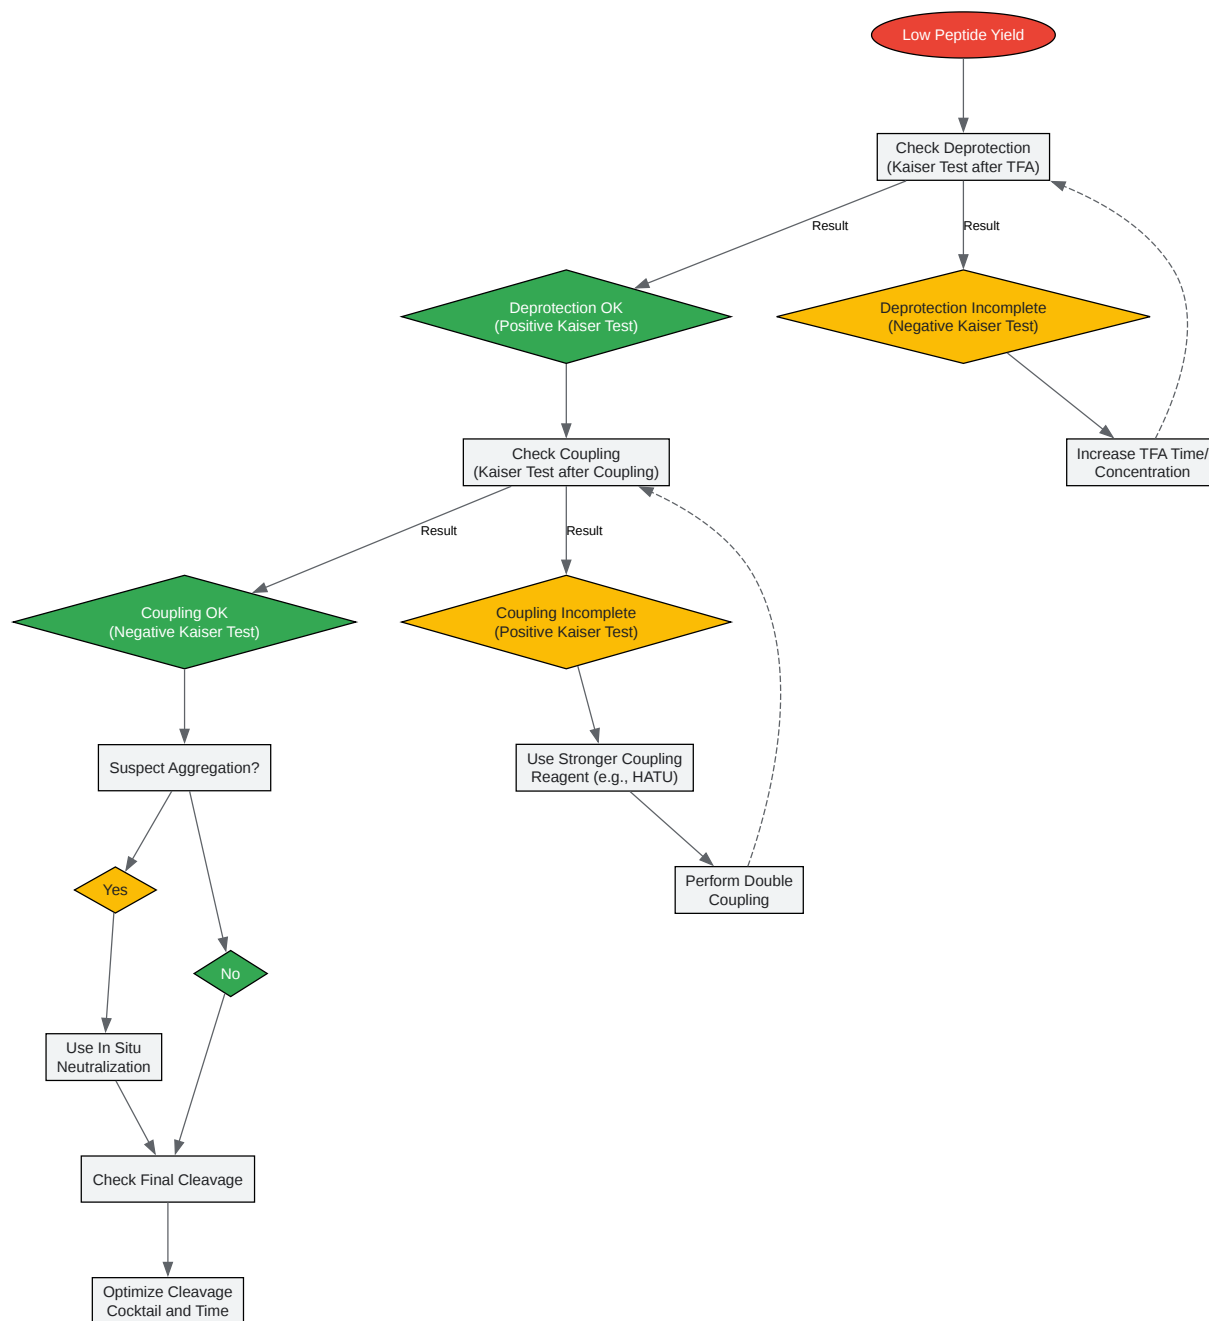 Low Peptide Yield
Check Deprotection
(Kaiser Test after TFA)
Result
Result
Deprotection OK
(Positive Kaiser Test)
Deprotection Incomplete
(Negative Kaiser Test)
Check Coupling
(Kaiser Test after Coupling)
Increase TFA Time/
Concentration
Result
Result
Coupling OK
(Negative Kaiser Test)
Coupling Incomplete
(Positive Kaiser Test)
Suspect Aggregation?
Use Stronger Coupling
Reagent (e.g., HATU)
Yes
Perform Double
Coupling
No
Use In Situ
Neutralization
Check Final Cleavage
Optimize Cleavage
Cocktail and Time